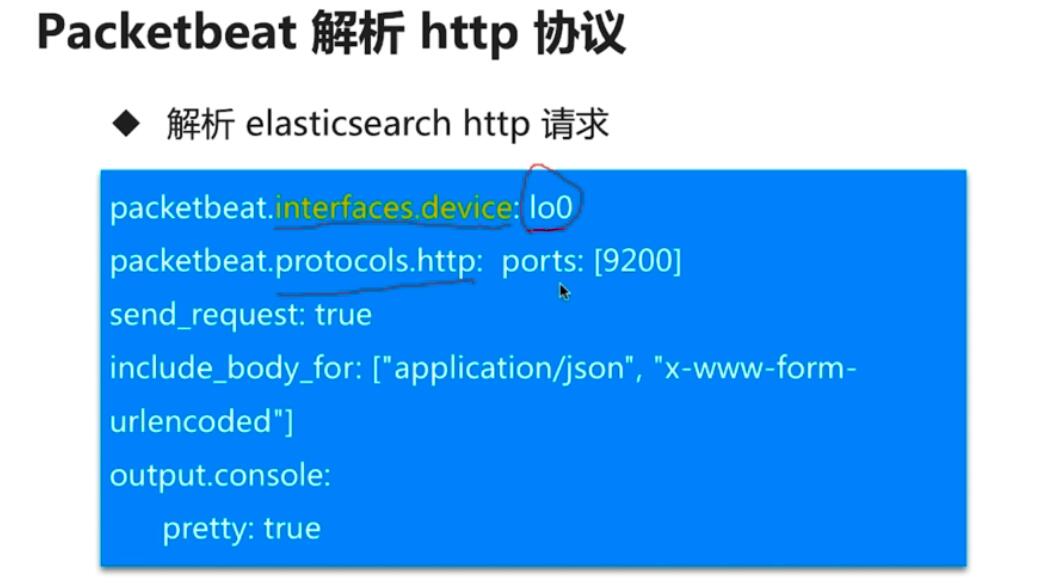 Packetbeat 解析 http 协议
◆ 解析 elasticsearch http 请求
packetbeat.interfaces.device: lo0
packetbeat.protocols.http:  ports: [9200]
send_request: true
include_body_for: ["application/json", "x-www-form-
urlencoded"]
output.console:
pretty: true